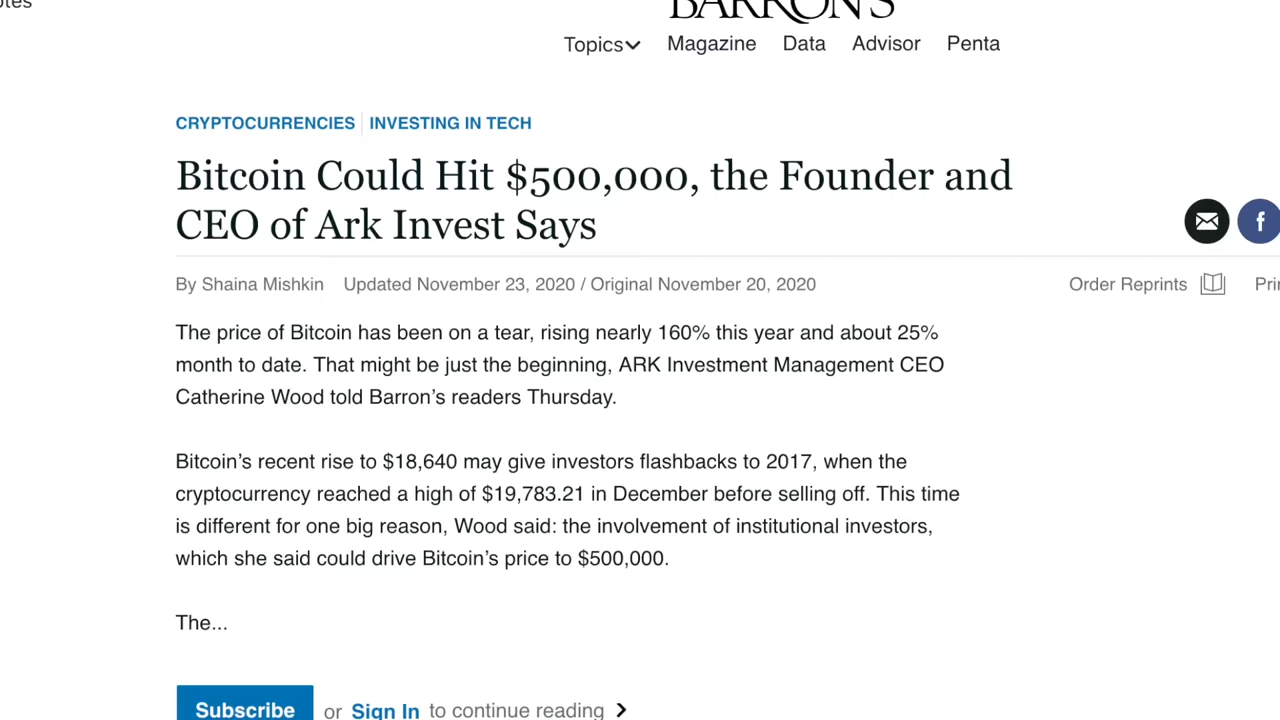 otes
BARRON'S
Topics Magazine Data Advisor Penta
CRYPTOCURRENCIES INVESTING IN TECH
Bitcoin Could Hit $500,000, the Founder and
CEO of Ark Invest Says
By Shaina Mishkin Updated November 23, 2020 / Original November 20, 2020 Order Reprints Pri
The price of Bitcoin has been on a tear, rising nearly 160% this year and about 25%
month to date. That might be just the beginning, ARK Investment Management CEO
Catherine Wood told Barron’s readers Thursday.
Bitcoin’s recent rise to $18,640 may give investors flashbacks to 2017, when the
cryptocurrency reached a high of $19,783.21 in December before selling off. This time
is different for one big reason, Wood said: the involvement of institutional investors,
which she said could drive Bitcoin’s price to $500,000.
The...
Subscribe or Sign In to continue reading